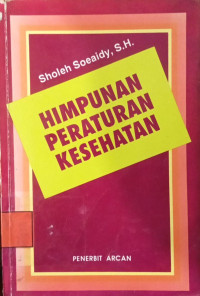 Sholeh Soeaidy, S.H.
HIMPUNAN
PERATURAN
KESEHATAN
PENERBIT ARCAN